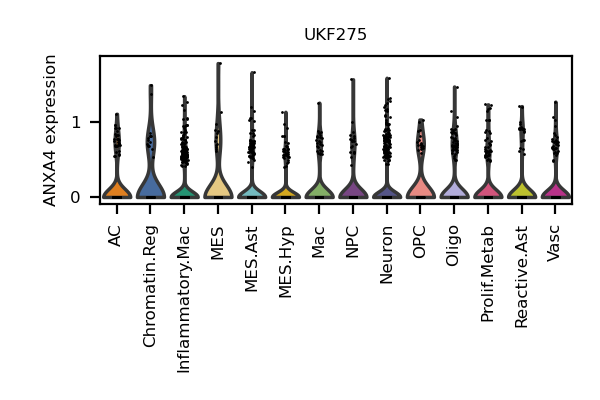 UKF275
ANXA4 expression
1
0
AC
Chromatin.Reg
Inflammatory.Mac
MES
MES.Ast
MES.Hyp
Mac
NPC
Neuron
OPC
Oligo
Prolif.Metab
Reactive.Ast
Vasc